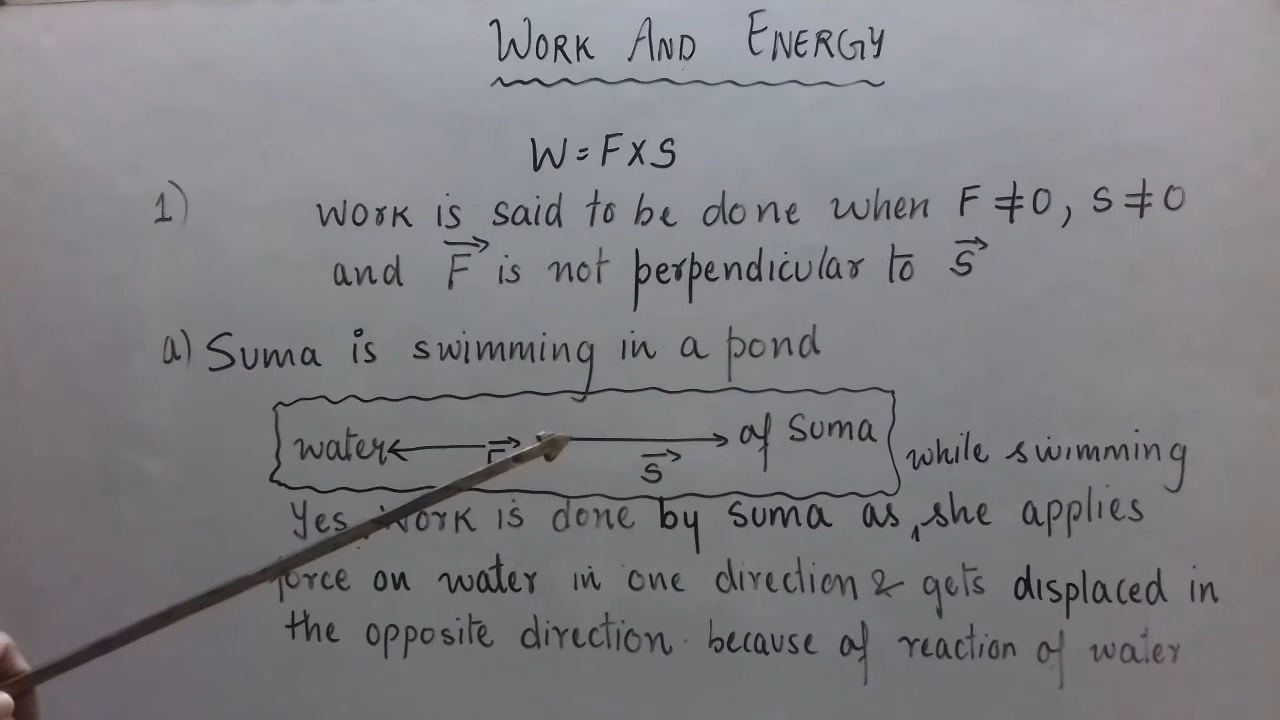 WORK AND ENERGY
W = F X S
1) Work is said to be done when F ≠ 0, S ≠ 0
and F⃗ is not perpendicular to S⃗
a) Suma is swimming in a pond
water ← F⃗ → S⃗ of Suma
while swimming
Yes, work is done by Suma as, she applies
force on water in one direction & gets displaced in
the opposite direction because of reaction of water